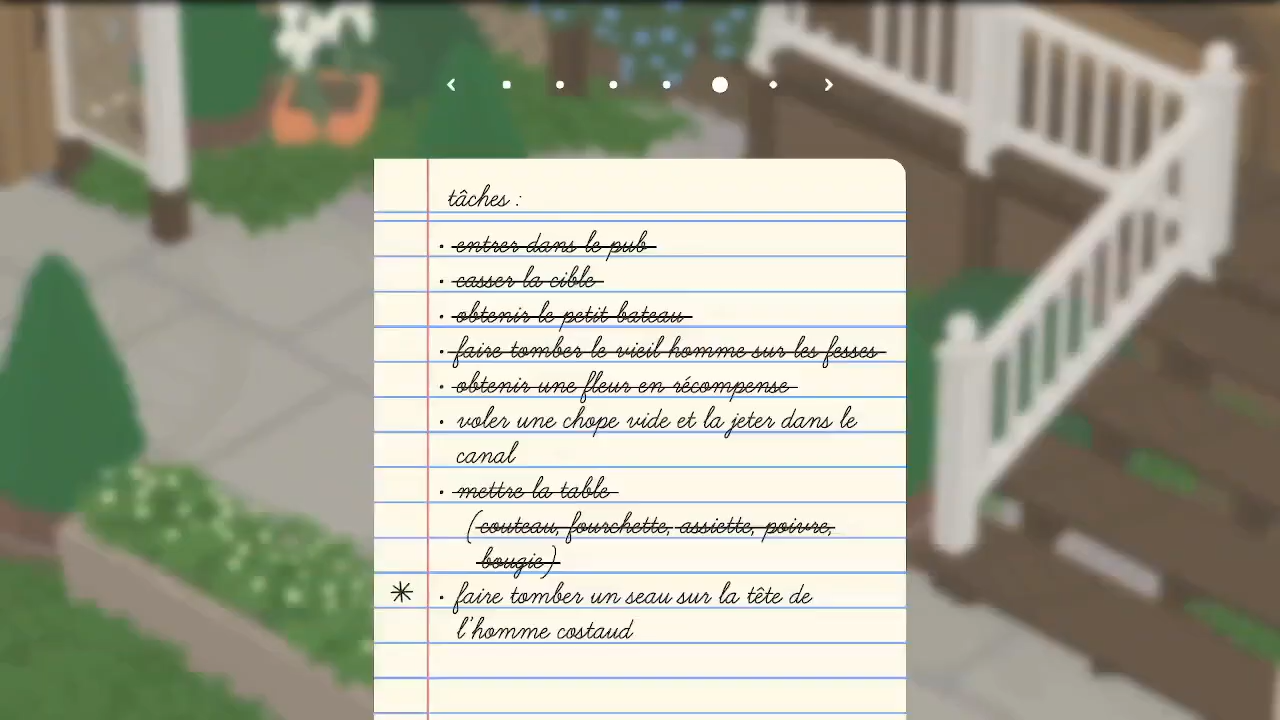 tâches :
· entrer dans le pub
· casser la cible
· obtenir le petit bateau
· faire tomber le vieil homme sur les fesses
· obtenir une fleur en récompense
· voler une chope vide et la jeter dans le
canal
· mettre la table
(couteau, fourchette, assiette, poivre,
bougie)
· faire tomber un seau sur la tête de
l'homme costaud